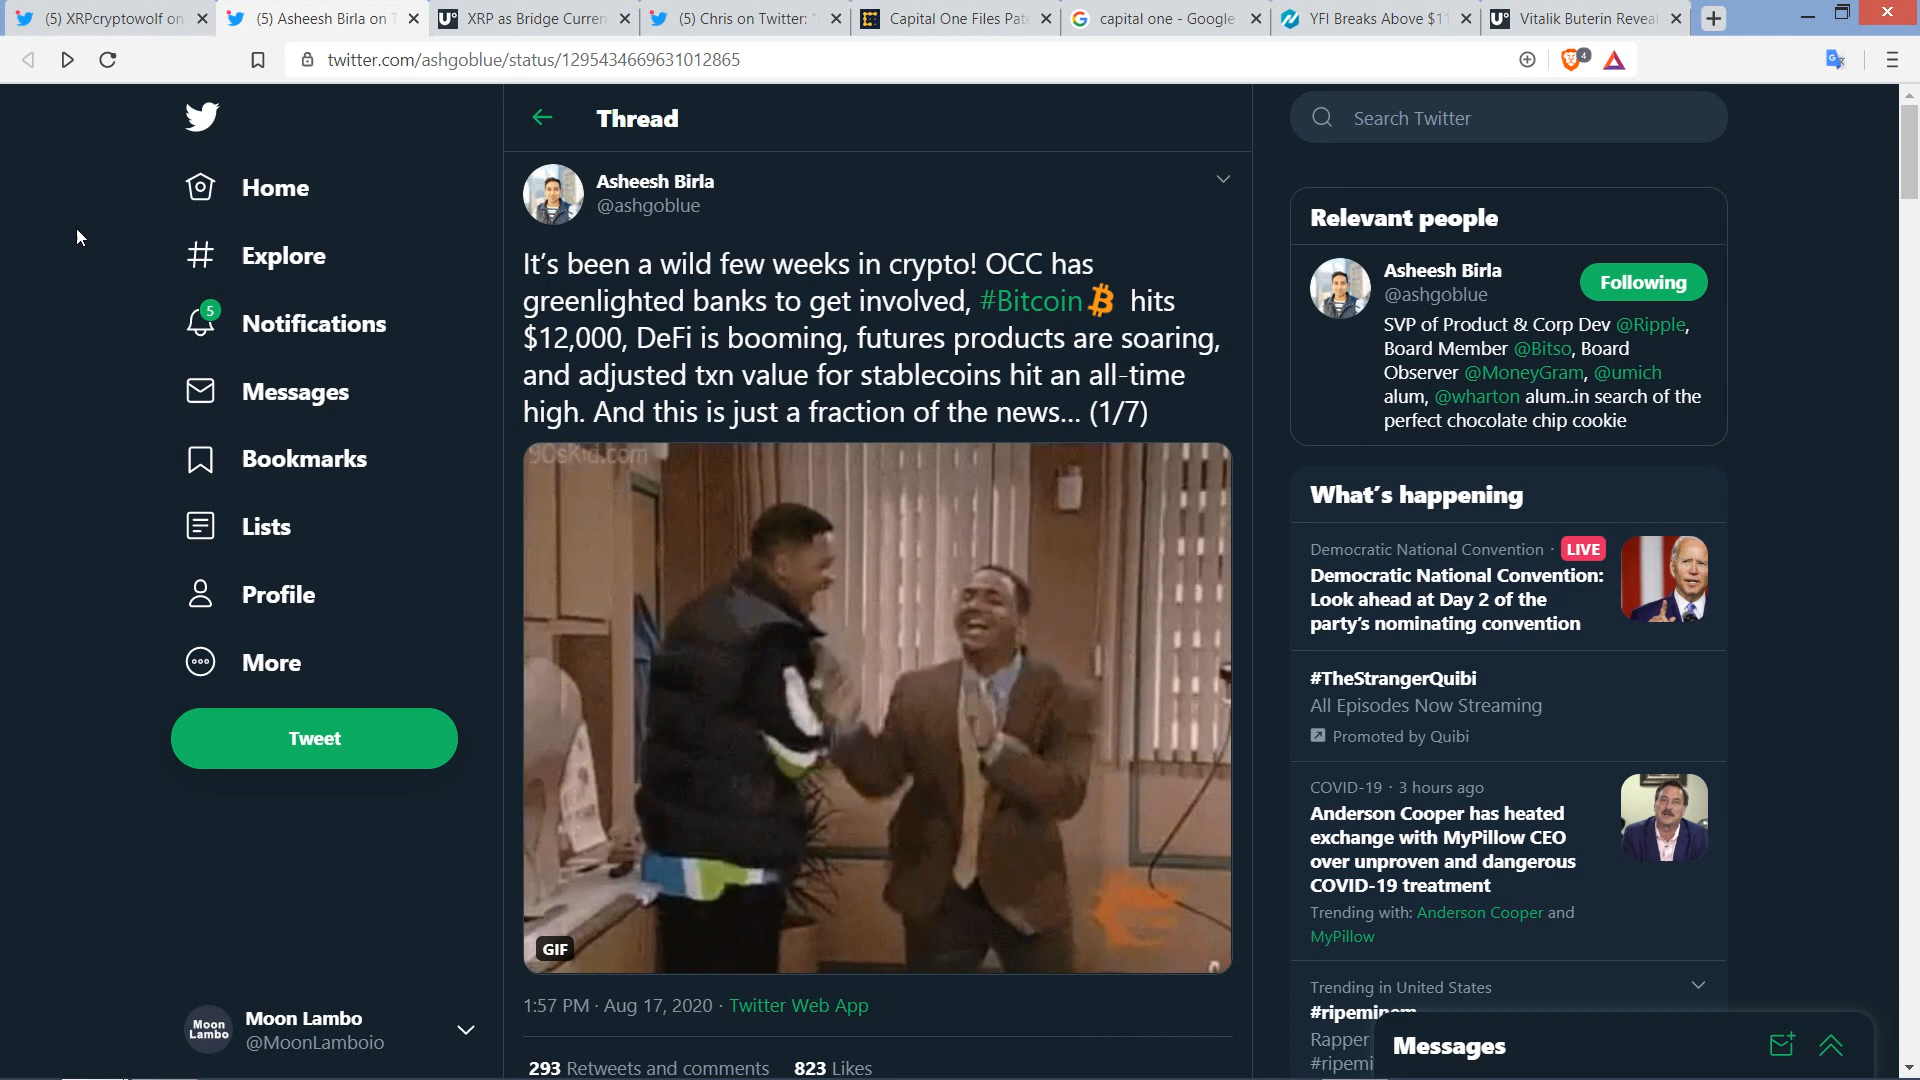 (5) XRPcryptowolf on
(5) Asheesh Birla on T
XRP as Bridge Curren
(5) Chris on Twitter: "
Capital One Files Pat
capital one - Google
YFI Breaks Above $11
Vitalik Buterin Reveal
twitter.com/ashgoblue/status/1295434669631012865
4
Home
Explore
5
Notifications
Messages
Bookmarks
Lists
Profile
More
Tweet
Moon Lambo
Moon Lambo
@MoonLamboio
Thread
Asheesh Birla
@ashgoblue
It's been a wild few weeks in crypto! OCC has
greenlighted banks to get involved, #Bitcoin hits
$12,000, DeFi is booming, futures products are soaring,
and adjusted txn value for stablecoins hit an all-time
high. And this is just a fraction of the news... (1/7)
90sKid.com
GIF
1:57 PM · Aug 17, 2020 · Twitter Web App
293 Retweets and comments 823 Likes
Search Twitter
Relevant people
Asheesh Birla
@ashgoblue
Following
SVP of Product & Corp Dev @Ripple,
Board Member @Bitso, Board
Observer @MoneyGram, @umich
alum, @wharton alum..in search of the
perfect chocolate chip cookie
What's happening
Democratic National Convention · LIVE
Democratic National Convention:
Look ahead at Day 2 of the
party's nominating convention
#TheStrangerQuibi
All Episodes Now Streaming
Promoted by Quibi
COVID-19 · 3 hours ago
Anderson Cooper has heated
exchange with MyPillow CEO
over unproven and dangerous
COVID-19 treatment
Trending with: Anderson Cooper and
MyPillow
Trending in United States
#ripeminem
Rapper
#ripemi
Messages